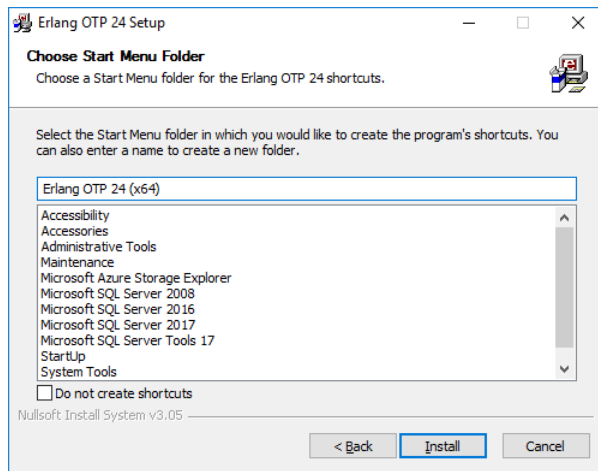 Erlang OTP 24 Setup
Choose Start Menu Folder
Choose a Start Menu folder for the Erlang OTP 24 shortcuts.
Select the Start Menu folder in which you would like to create the program's shortcuts. You
can also enter a name to create a new folder.
Erlang OTP 24 (x64)
Accessibility
Accessories
Administrative Tools
Maintenance
Microsoft Azure Storage Explorer
Microsoft SQL Server 2008
Microsoft SQL Server 2016
Microsoft SQL Server 2017
Microsoft SQL Server Tools 17
StartUp
System Tools
Do not create shortcuts
Nullsoft Install System v3.05
< Back Install Cancel